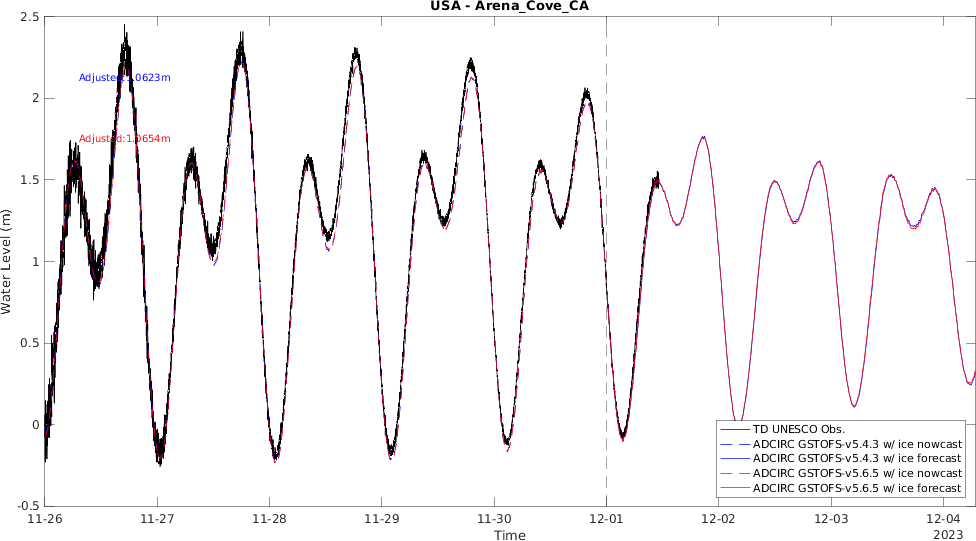 USA - Arena_Cove_CA
2.5
2
1.5
1
0.5
0
-0.5
Water Level (m)
Adjusted:1.0623m
Adjusted:1.0654m
TD UNESCO Obs.
ADCIRC GSTOFS-v5.4.3 w/ ice nowcast
ADCIRC GSTOFS-v5.4.3 w/ ice forecast
ADCIRC GSTOFS-v5.6.5 w/ ice nowcast
ADCIRC GSTOFS-v5.6.5 w/ ice forecast
11-26 11-27 11-28 11-29 11-30 12-01 12-02 12-03 12-04
Time
2023